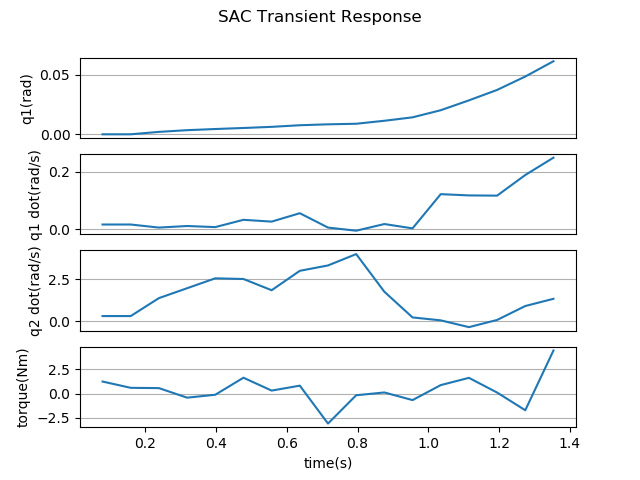 SAC Transient Response
q1(rad)
0.05
0.00
q1 dot(rad/s)
0.2
0.0
q2 dot(rad/s)
2.5
0.0
torque(Nm)
2.5
0.0
−2.5
0.2 0.4 0.6 0.8 1.0 1.2 1.4
time(s)